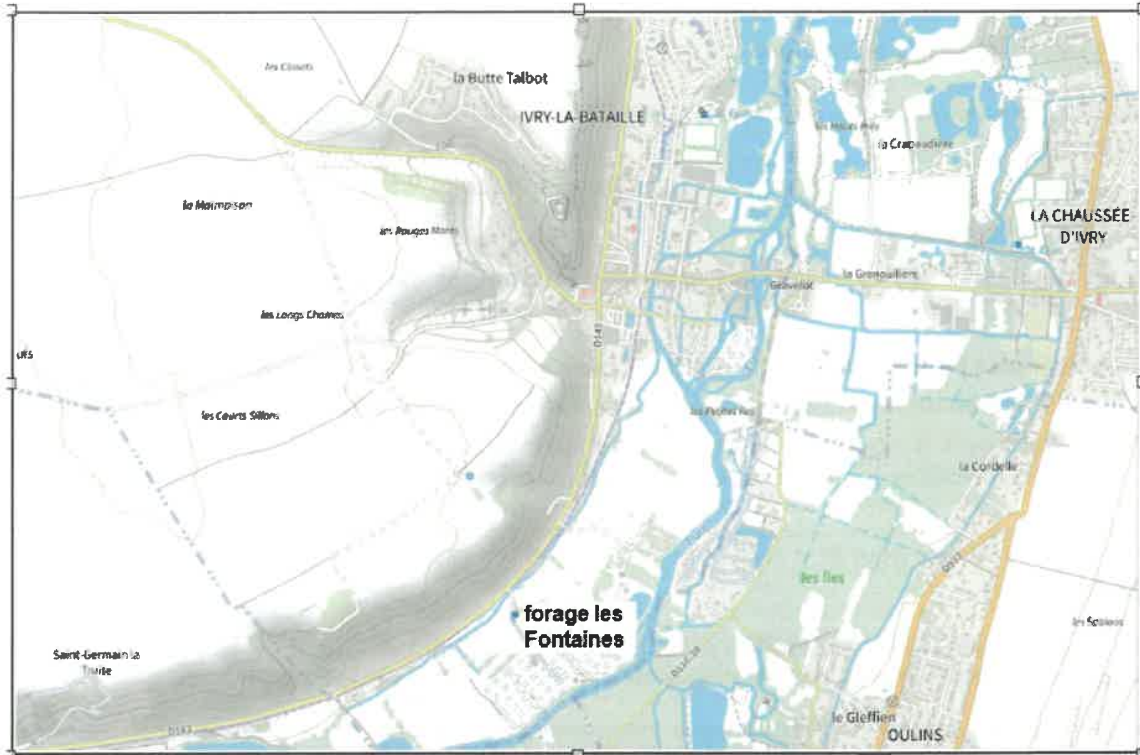 les Closets
la Butte Talbot
IVRY-LA-BATAILLE
la Crapaudière
la Malmaison
LA CHAUSSÉE
D'IVRY
les Rouges Mares
la Grenouillère
les Longs Champs
D143
les Courts Sillons
la Cordelle
les Îles
forage les
Fontaines
Saint-Germain la
Truite
le Gleffien
OULINS